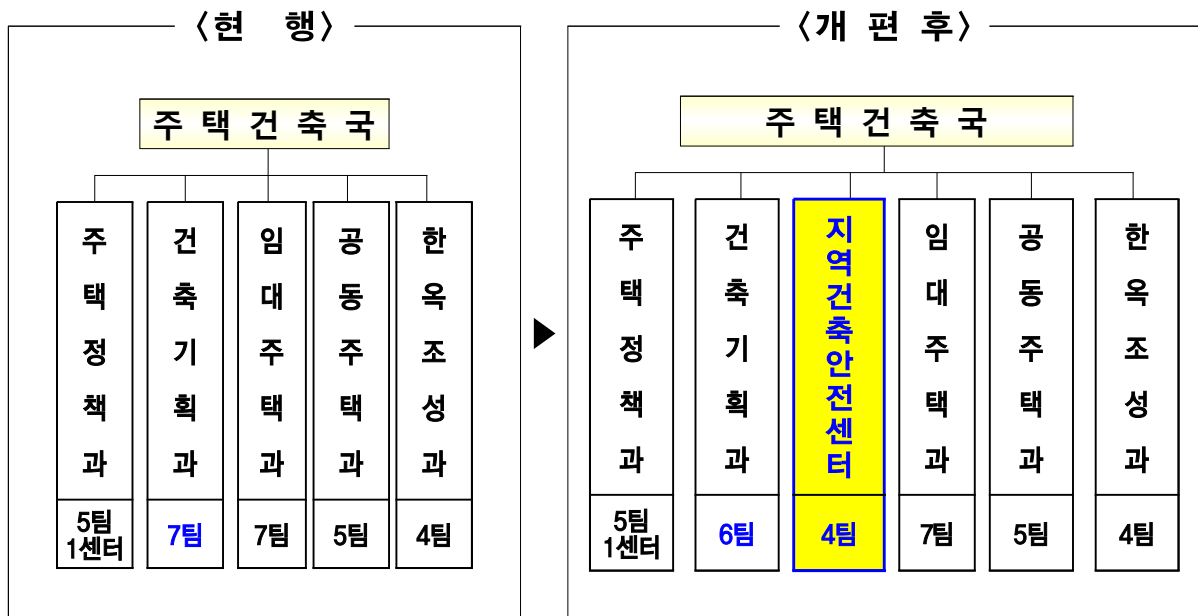 〈현 행〉
주택건축국
주택정책과
5팀
1센터
건축기획과
7팀
임대주택과
7팀
공동주택과
5팀
한옥조성과
4팀
▶
〈개 편 후〉
주택건축국
주택정책과
5팀
1센터
건축기획과
6팀
지역건축안전센터
4팀
임대주택과
7팀
공동주택과
5팀
한옥조성과
4팀